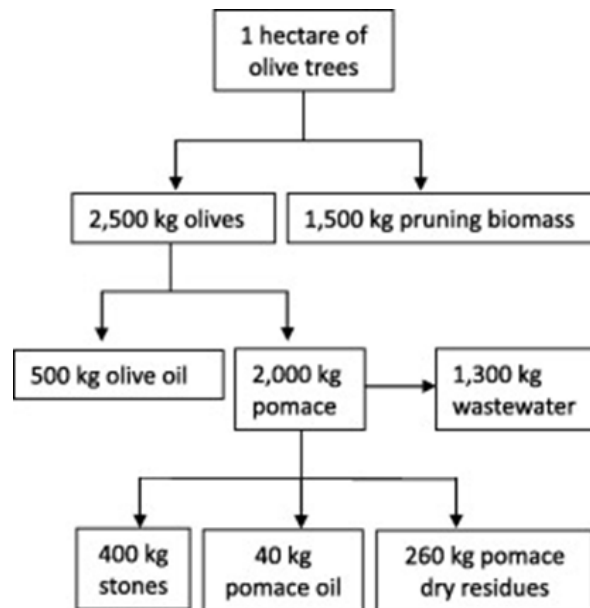 1 hectare of
olive trees
2,500 kg olives
1,500 kg pruning biomass
500 kg olive oil
2,000 kg
pomace
1,300 kg
wastewater
400 kg
stones
40 kg
pomace oil
260 kg pomace
dry residues